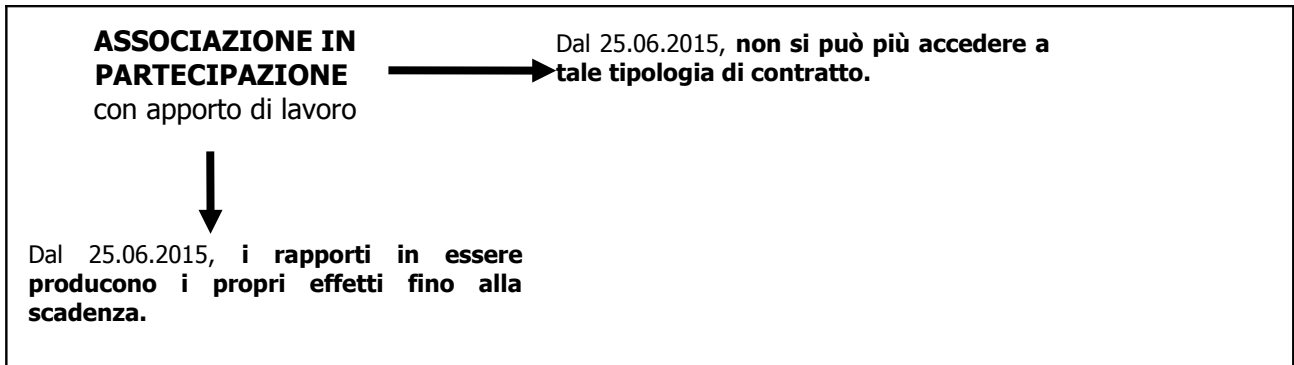 ASSOCIAZIONE IN
PARTECIPAZIONE
con apporto di lavoro
Dal 25.06.2015, non si può più accedere a
tale tipologia di contratto.
Dal 25.06.2015, i rapporti in essere
producono i propri effetti fino alla
scadenza.